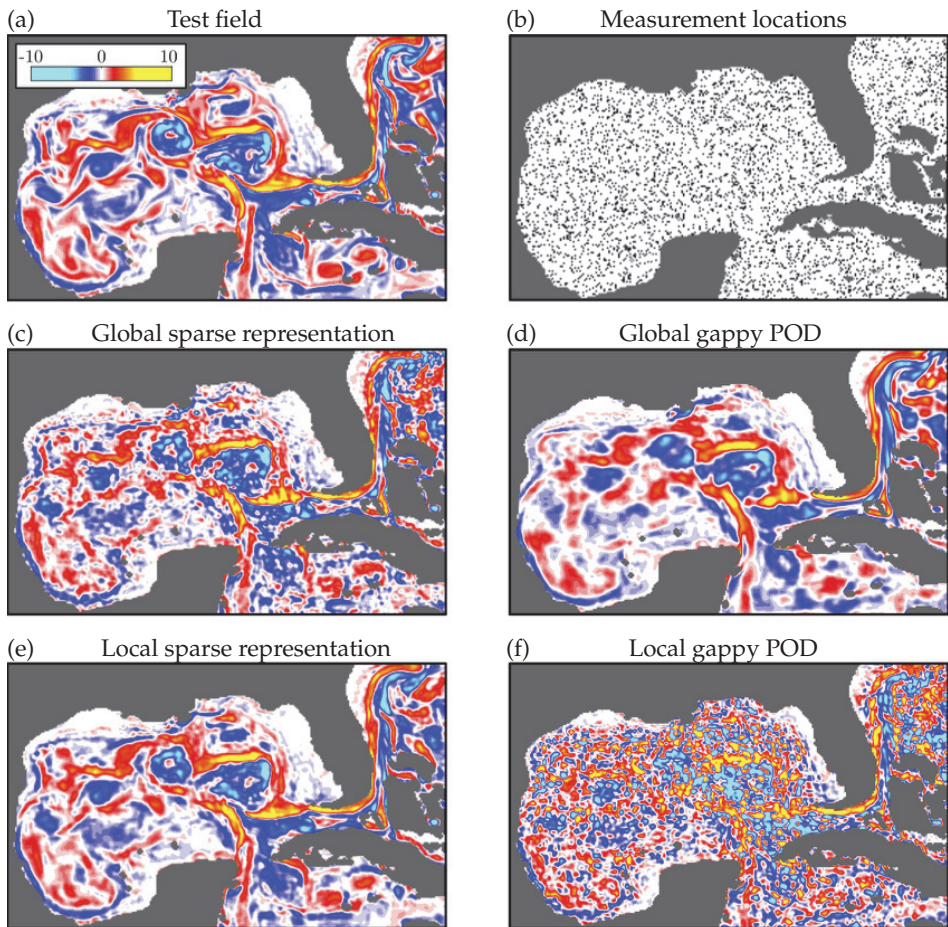 (a) Test field
(b) Measurement locations
-10 0 10
(c) Global sparse representation
(d) Global gappy POD
(e) Local sparse representation
(f) Local gappy POD